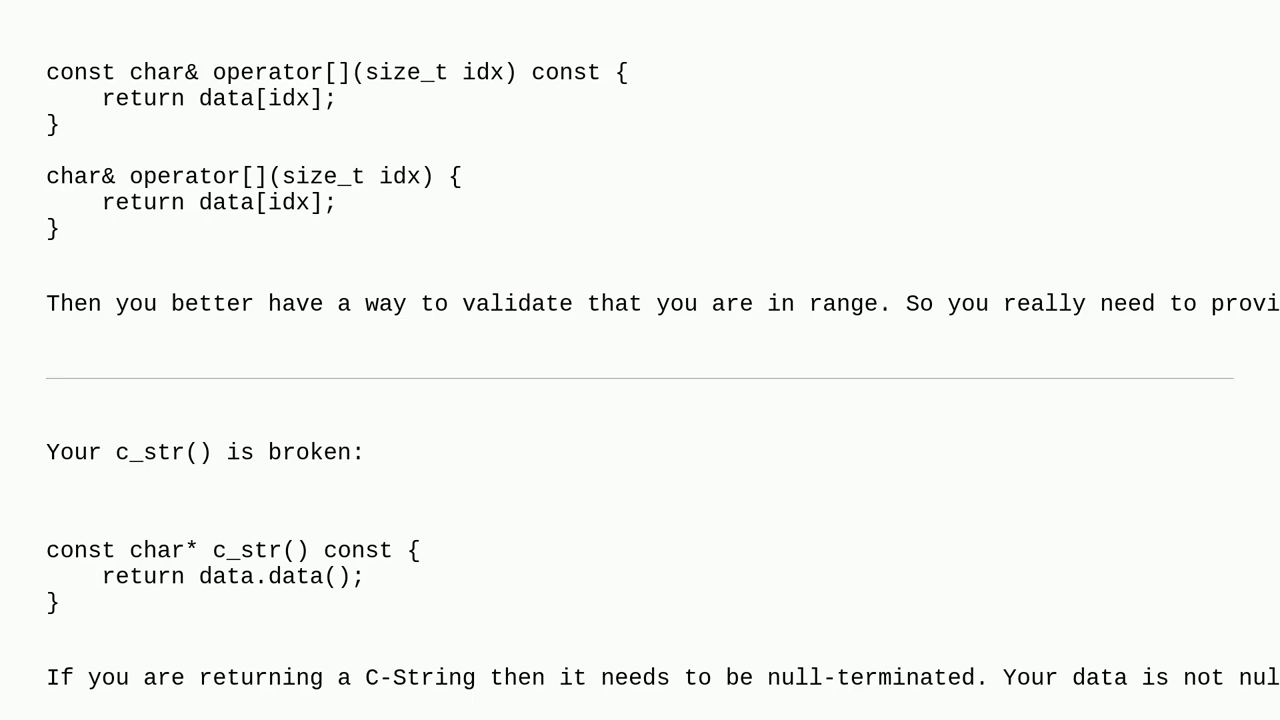 const char& operator[](size_t idx) const {
    return data[idx];
}
char& operator[](size_t idx) {
    return data[idx];
}
Then you better have a way to validate that you are in range. So you really need to
Your c_str() is broken:
const char* c_str() const {
    return data.data();
}
If you are returning a C-String then it needs to be null-terminated. Your data is not